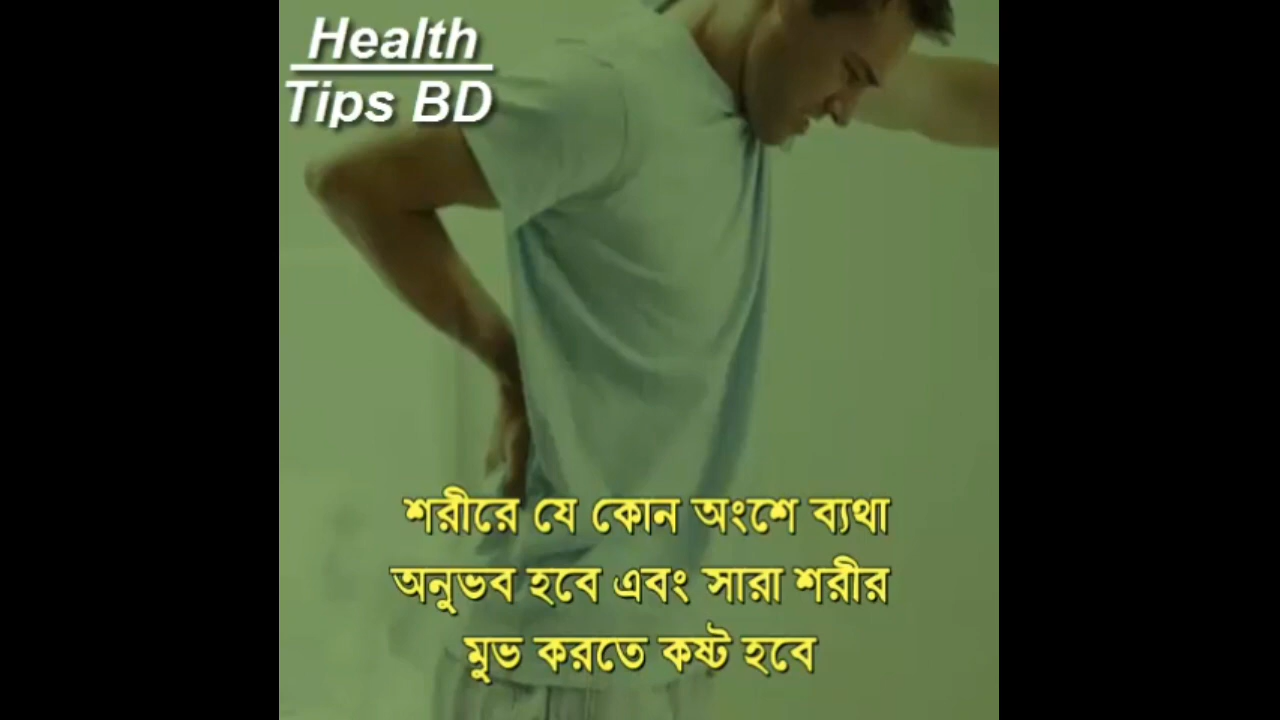 Health
Tips BD
শরীরে যে কোন অংশে ব্যথা
অনুভব হবে এবং সারা শরীর
মুভ করতে কষ্ট হবে